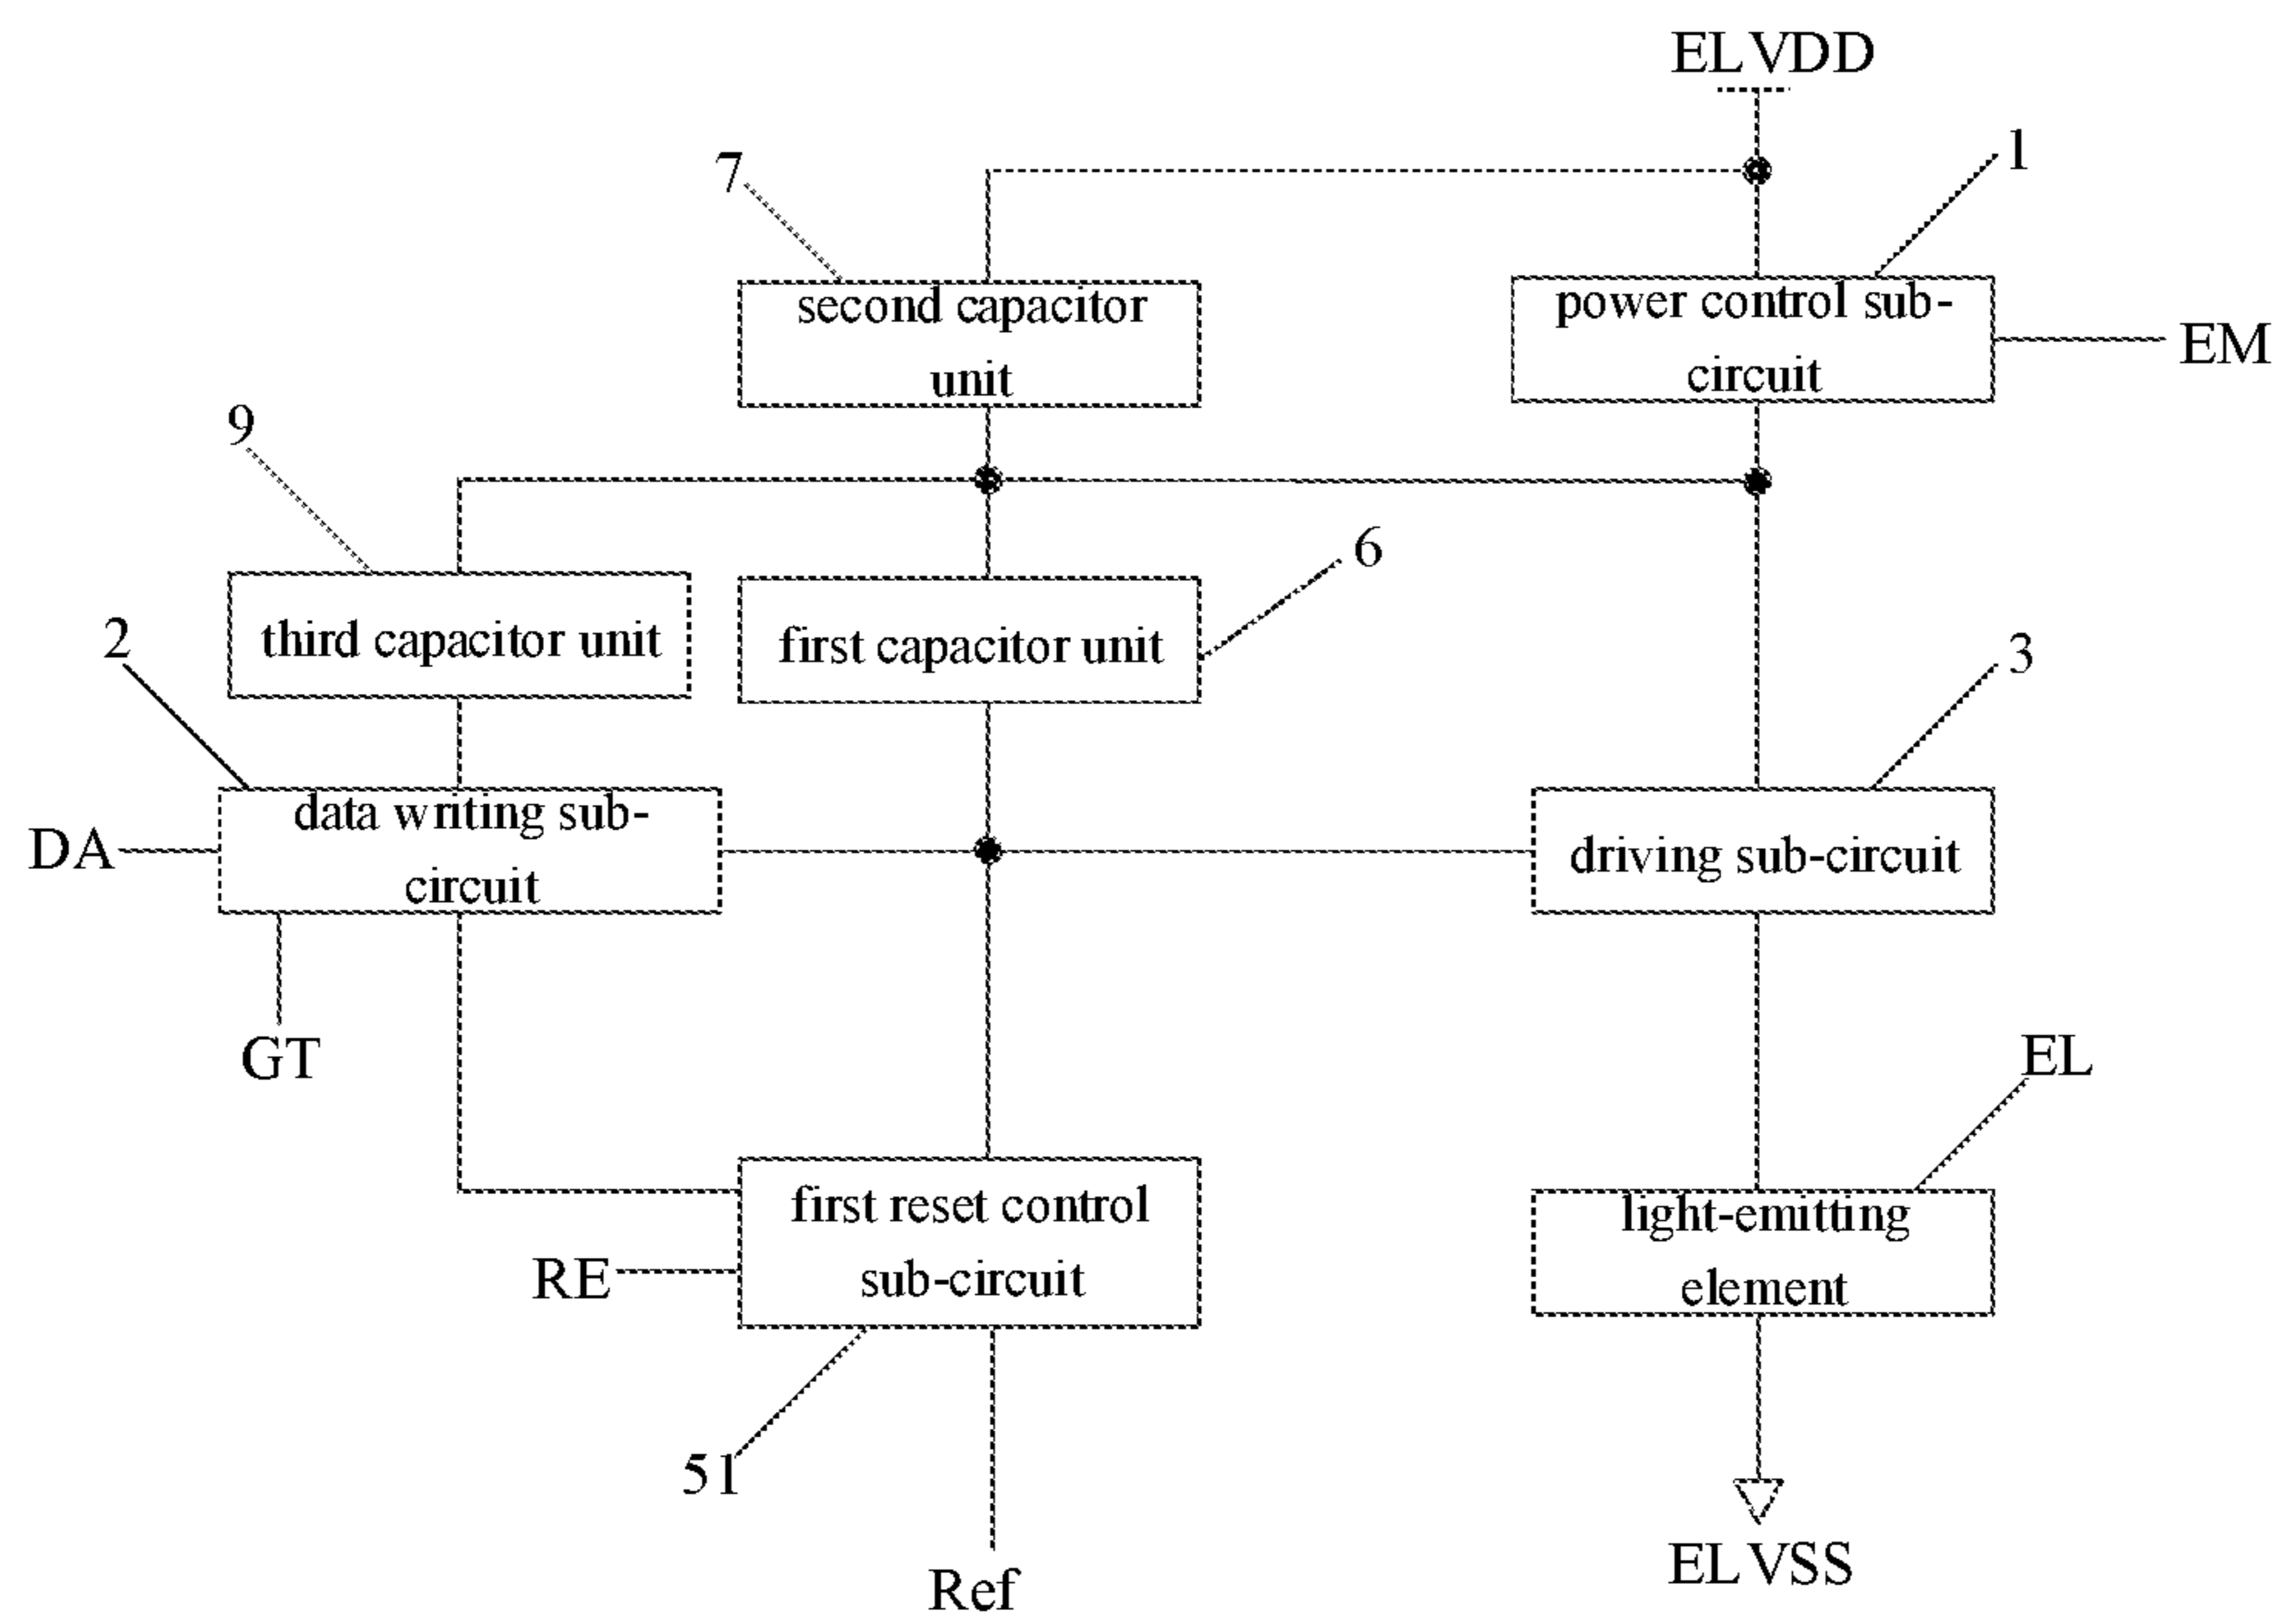 ELVDD
1
7
second capacitor
unit
power control sub-
circuit
EM
9
6
third capacitor unit
first capacitor unit
2
3
data writing sub-
circuit
DA
driving sub-circuit
GT
EL
first reset control
sub-circuit
RE
light-emitting
element
51
Ref
ELVSS